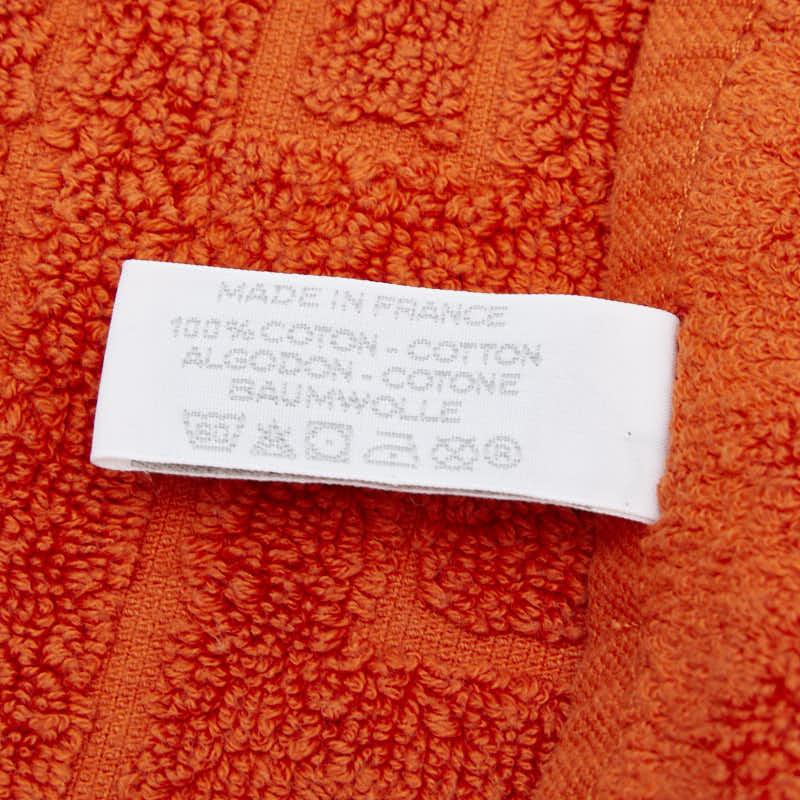 MADE IN FRANCE
100% COTON - COTTON
ALGODON - COTONE
BAUMWOLLE